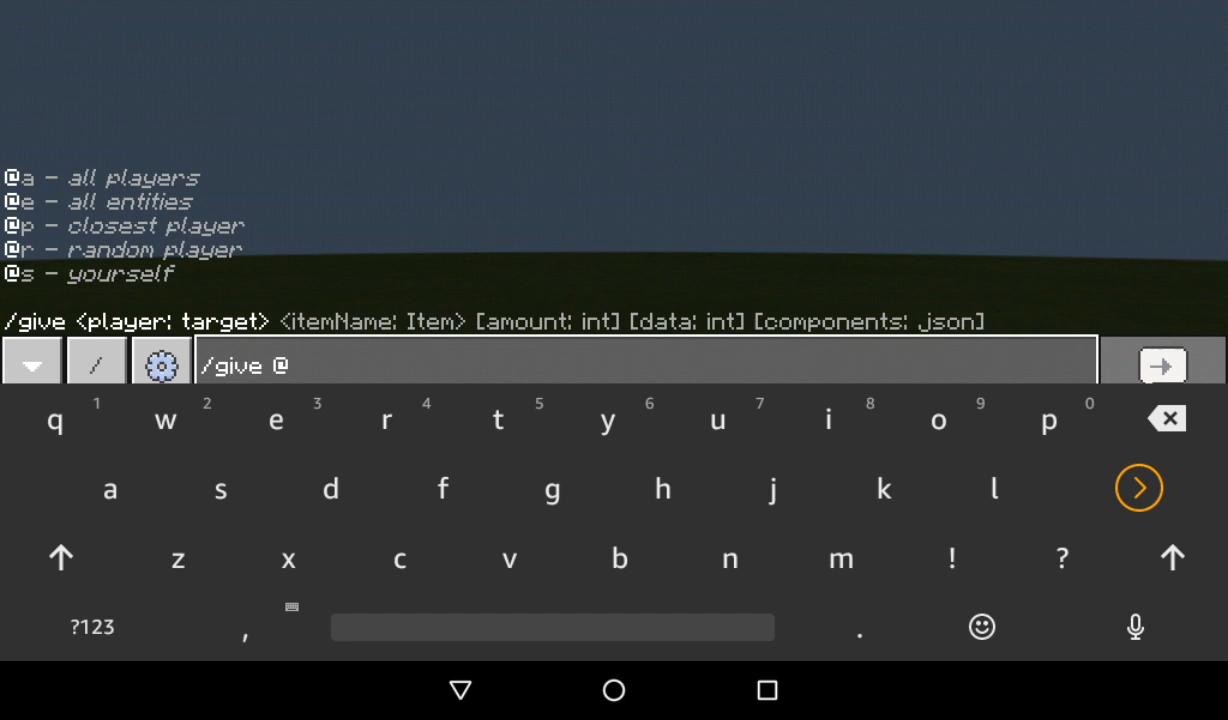 @a - all players
@e - all entities
@p - closest player
@r - random player
@s - yourself
/give <player: target> <itemName: Item> [amount: int] [data: int] [components: json]
/ /give @
1 2 3 4 5 6 7 8 9 0
q w e r t y u i o p
a s d f g h j k l
z x c v b n m ! ?
?123 , .